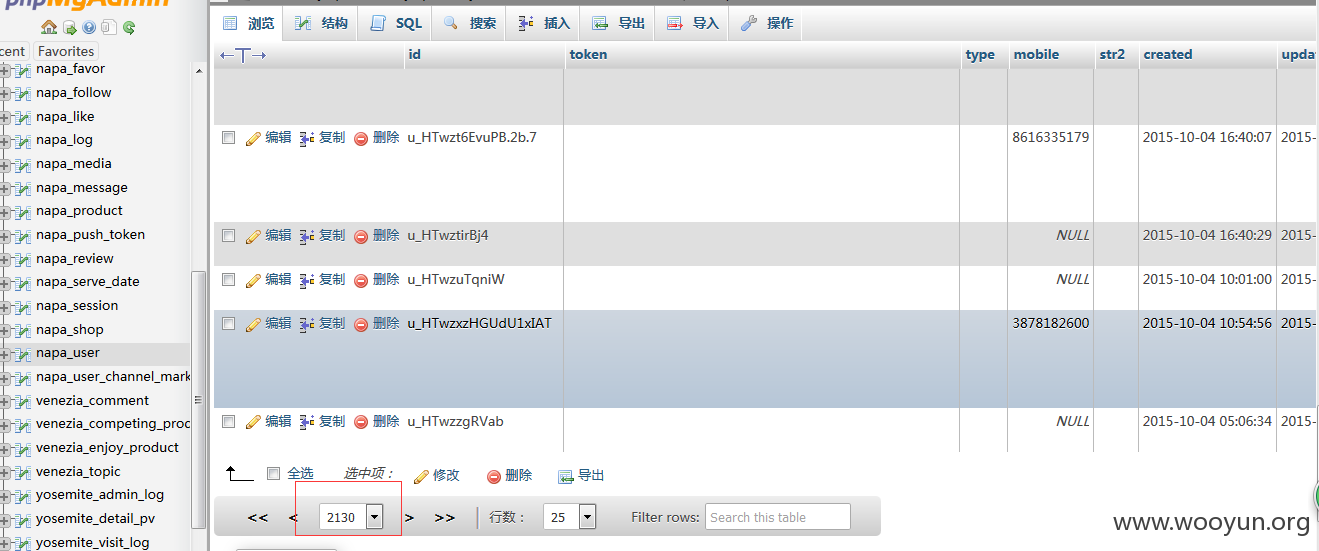 phpMyAdmin
浏览 结构 SQL 搜索 插入 导出 导入 操作
cent Favorites
napa_favor
napa_follow
napa_like
napa_log
napa_media
napa_message
napa_product
napa_push_token
napa_review
napa_serve_date
napa_session
napa_shop
napa_user
napa_user_channel_mark
venezia_comment
venezia_competing_proc
venezia_enjoy_product
venezia_topic
yosemite_admin_log
yosemite_detail_pv
yosemite_visit_log
←T→ id token type mobile str2 created upda
编辑 复制 删除 u_HTwzt6EvuPB.2b.7 8616335179 2015-10-04 16:40:07 2015-
编辑 复制 删除 u_HTwztirBj4 NULL 2015-10-04 16:40:29 2015-
编辑 复制 删除 u_HTwzuTqniW NULL 2015-10-04 10:01:00 2015-
编辑 复制 删除 u_HTwzxzHGUdU1xIAT 3878182600 2015-10-04 10:54:56 2015-
编辑 复制 删除 u_HTwzzgRVab NULL 2015-10-04 05:06:34 2015-
全选 选中项： 修改 删除 导出
<< < 2130 > >> 行数： 25 Filter rows: Search this table
www.wooyun.org